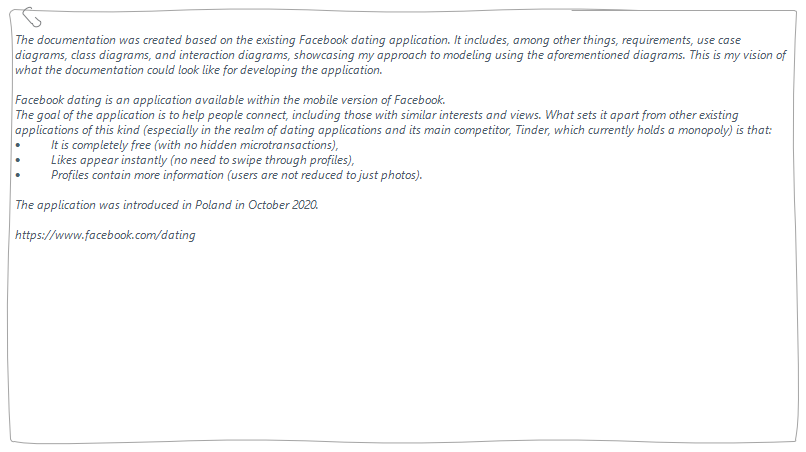 The documentation was created based on the existing Facebook dating application. It includes, among other things, requirements, use case
diagrams, class diagrams, and interaction diagrams, showcasing my approach to modeling using the aforementioned diagrams. This is my vision of
what the documentation could look like for developing the application.
Facebook dating is an application available within the mobile version of Facebook.
The goal of the application is to help people connect, including those with similar interests and views. What sets it apart from other existing
applications of this kind (especially in the realm of dating applications and its main competitor, Tinder, which currently holds a monopoly) is that:
• It is completely free (with no hidden microtransactions),
• Likes appear instantly (no need to swipe through profiles),
• Profiles contain more information (users are not reduced to just photos).
The application was introduced in Poland in October 2020.
https://www.facebook.com/dating